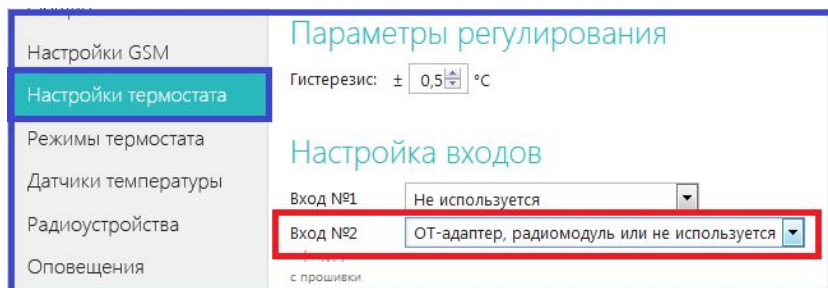 Настройки GSM
Настройки термостата
Режимы термостата
Датчики температуры
Радиоустройства
Оповещения
Параметры регулирования
Гистерезис: ± 0,5 °C
Настройка входов
Вход №1 Не используется
Вход №2 ОТ-адаптер, радиомодуль или не используется
с прошивки